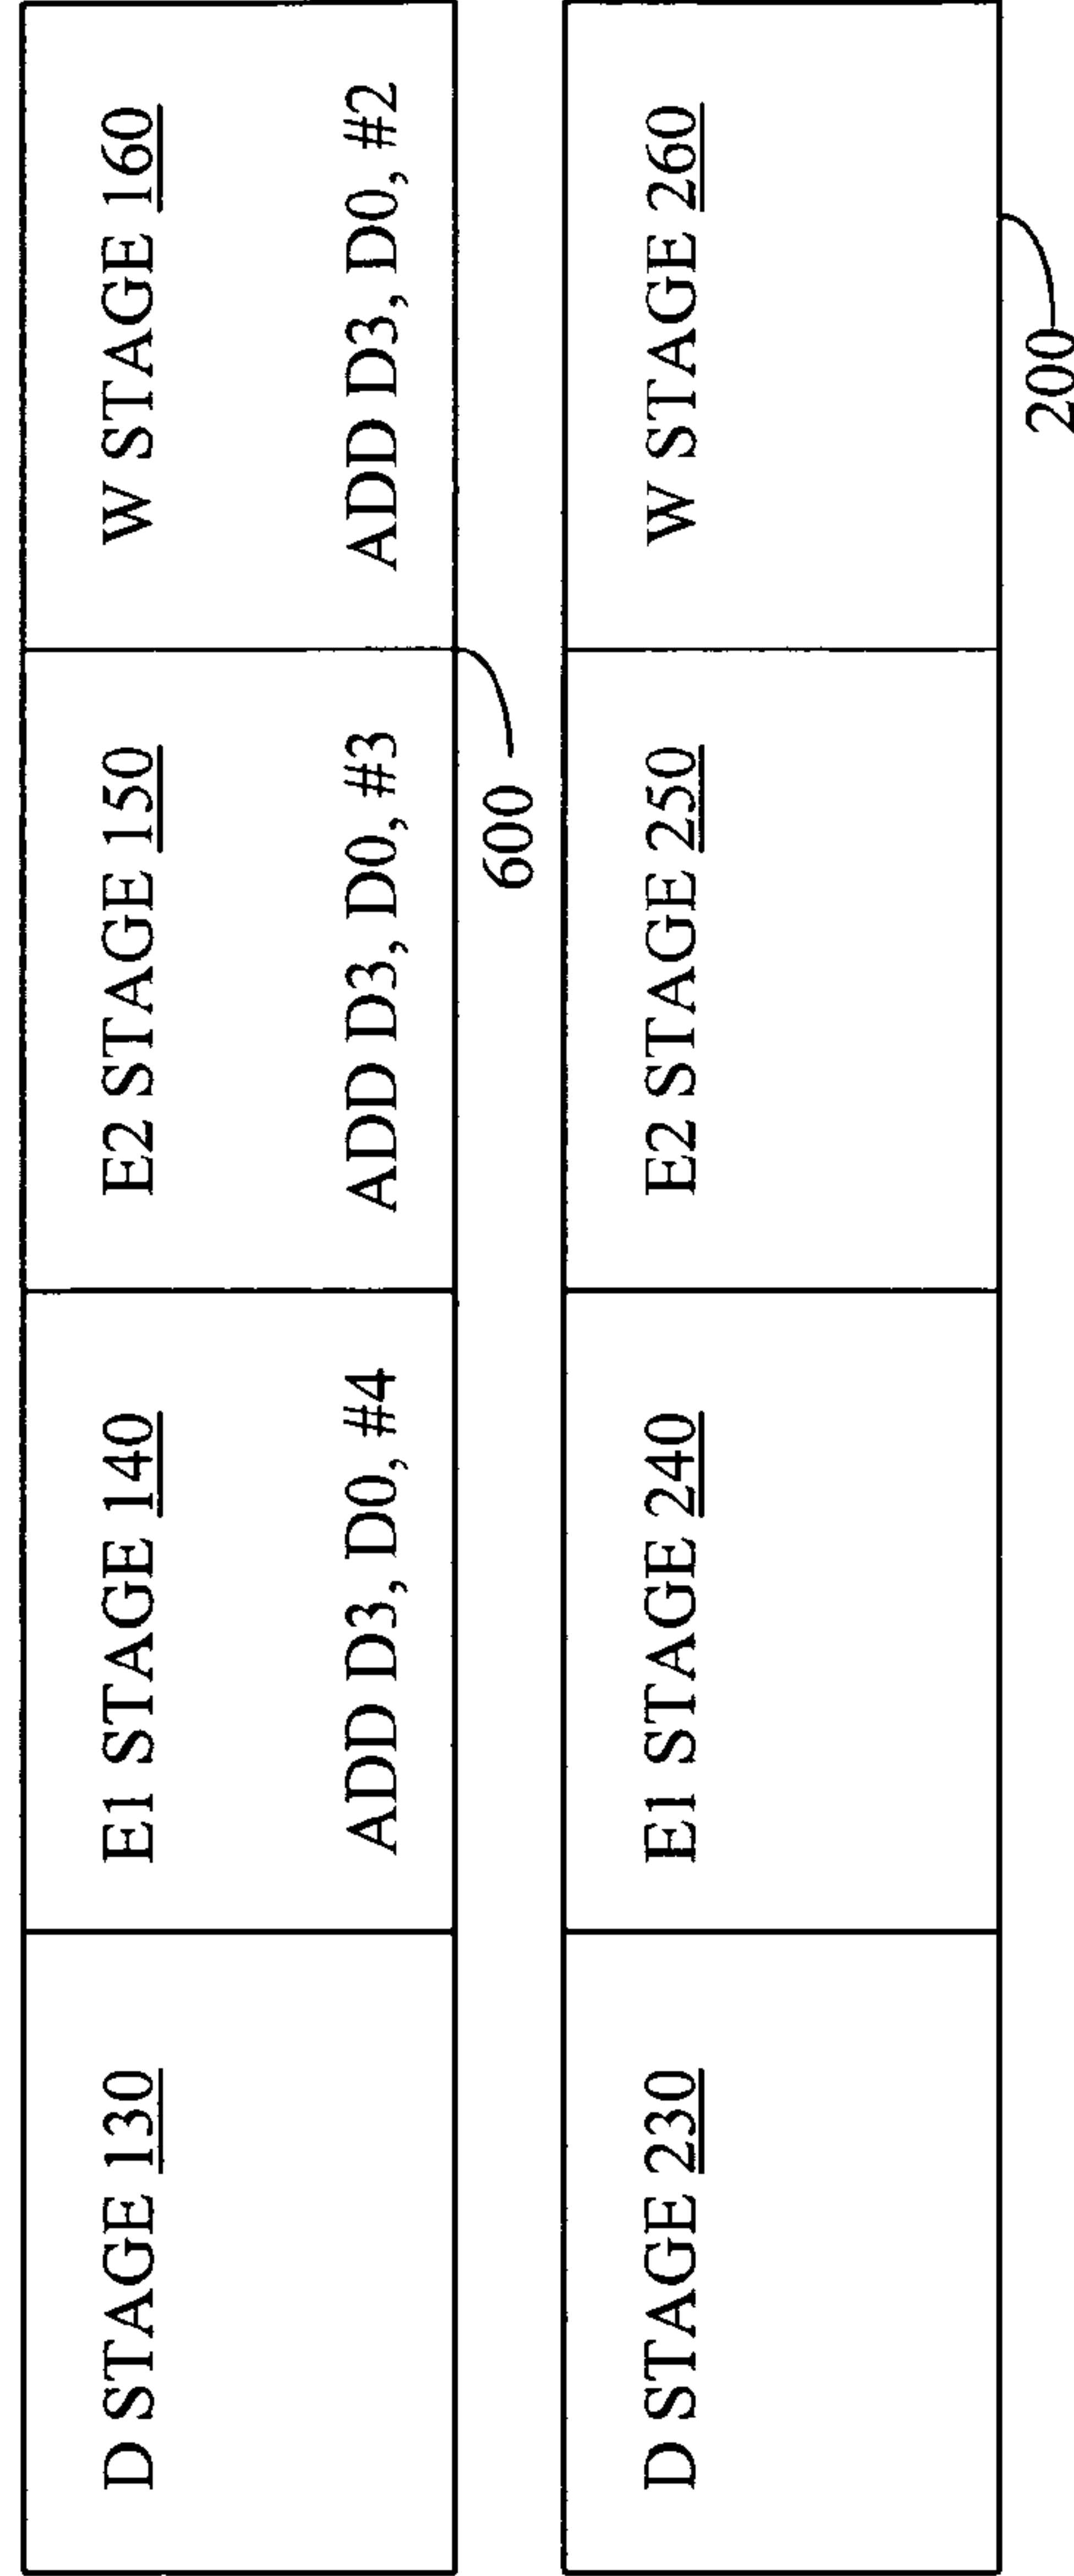 D STAGE 130
E1 STAGE 140
ADD D3, D0, #4
E2 STAGE 150
ADD D3, D0, #3
W STAGE 160
ADD D3, D0, #2
600
D STAGE 230
E1 STAGE 240
E2 STAGE 250
W STAGE 260
200